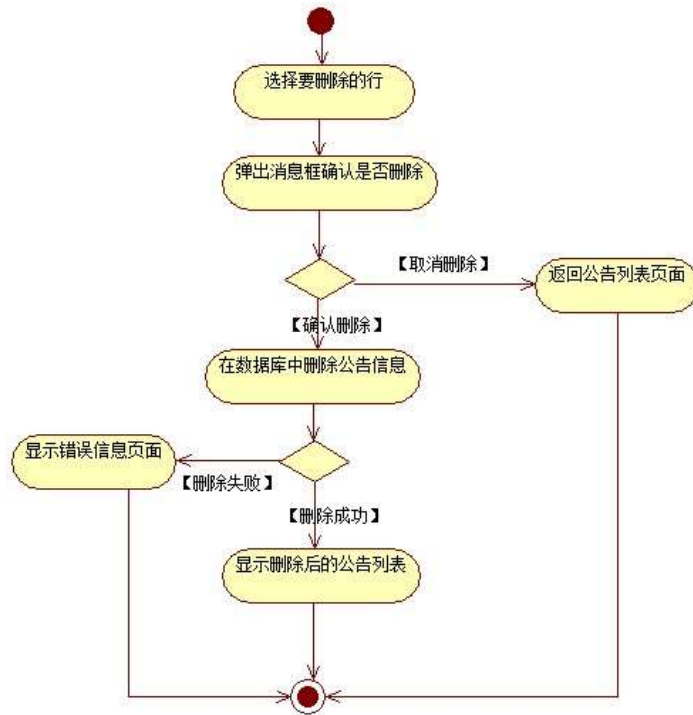 选择要删除的行
弹出消息框确认是否删除
【取消删除】
返回公告列表页面
【确认删除】
在数据库中删除公告信息
显示错误信息页面
【删除失败】
【删除成功】
显示删除后的公告列表